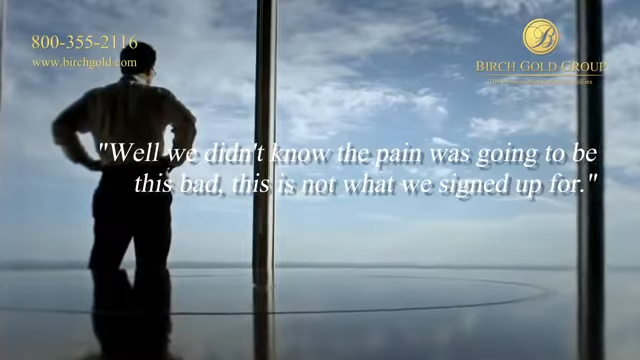 800-355-2116
www.birchgold.com
BIRCH GOLD GROUP
"Well we didn't know the pain was going to be
this bad, this is not what we signed up for."